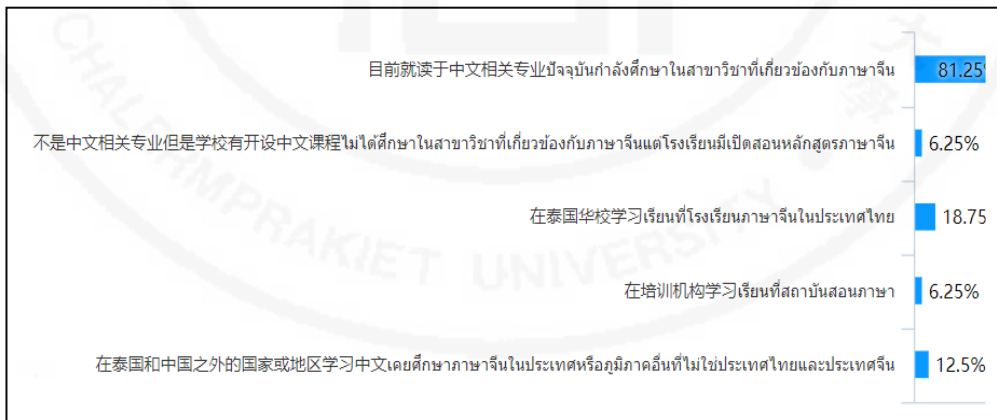 目前就读于中文相关专业ปัจจุบันกำลังศึกษาในสาขาวิชาที่เกี่ยวข้องกับภาษาจีน 81.25%
不是中文相关专业但是学校有开设中文课程ไม่ได้ศึกษาในสาขาวิชาที่เกี่ยวข้องกับภาษาจีนแต่โรงเรียนมีเปิดสอนหลักสูตรภาษาจีน 6.25%
在泰国华校学习เรียนที่โรงเรียนภาษาจีนในประเทศไทย 18.75
在培训机构学习เรียนที่สถาบันสอนภาษา 6.25%
在泰国和中国之外的国家或地区学习中文เคยศึกษาภาษาจีนในประเทศหรือภูมิภาคอื่นที่ไม่ใช่ประเทศไทยและประเทศจีน 12.5%
CHALERMPRAKIET UNIVERSITY